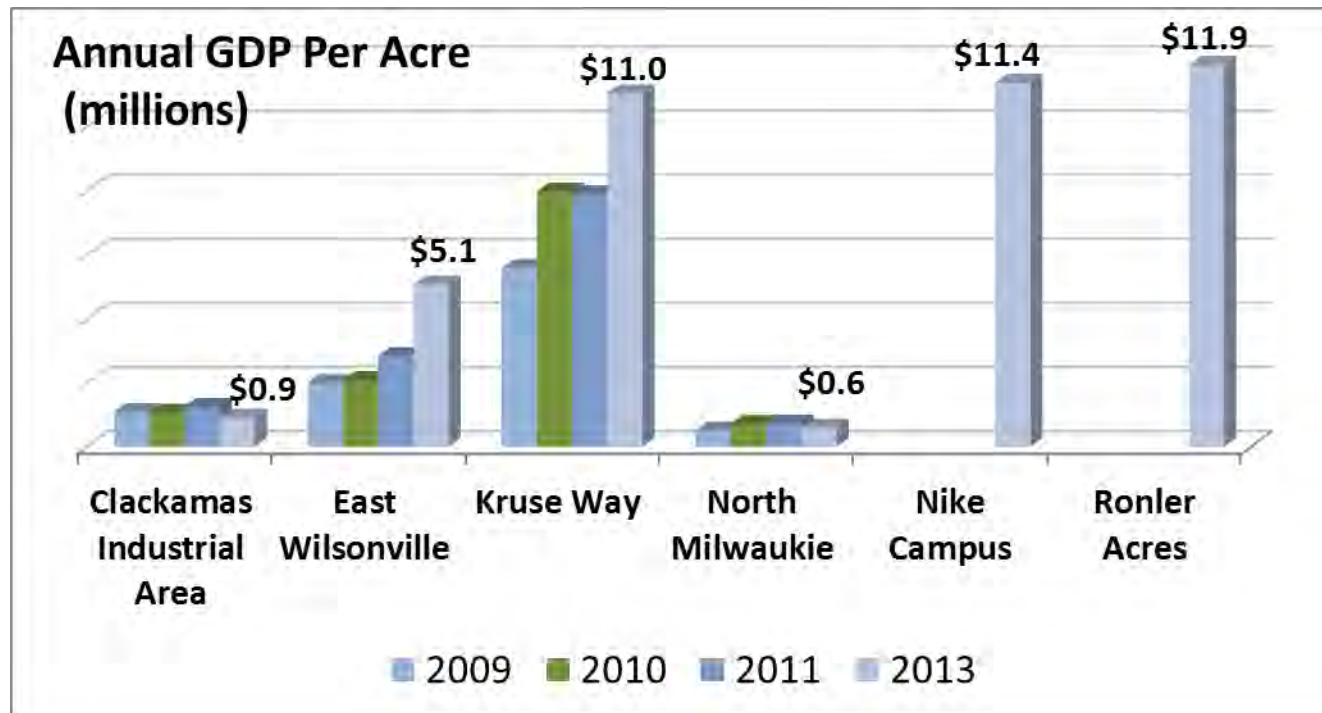 Annual GDP Per Acre
(millions)
$0.9
$5.1
$11.0
$0.6
$11.4
$11.9
Clackamas
Industrial
Area
East
Wilsonville
Kruse Way
North
Milwaukie
Nike
Campus
Ronler
Acres
2009 2010 2011 2013